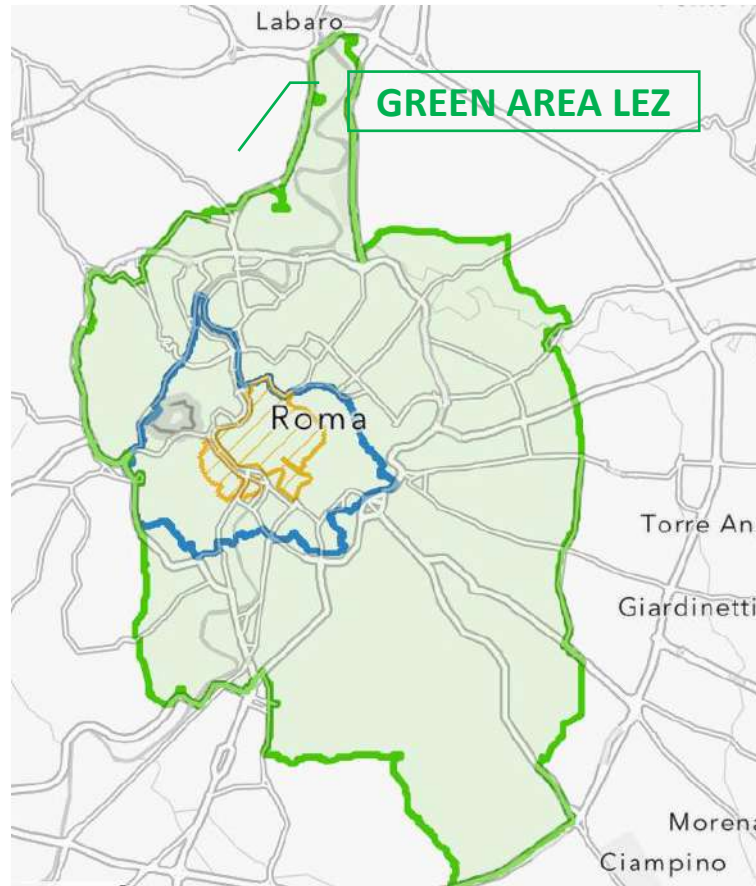 Labaro
GREEN AREA LEZ
Roma
Torre An
Giardinetti
Morena
Ciampino